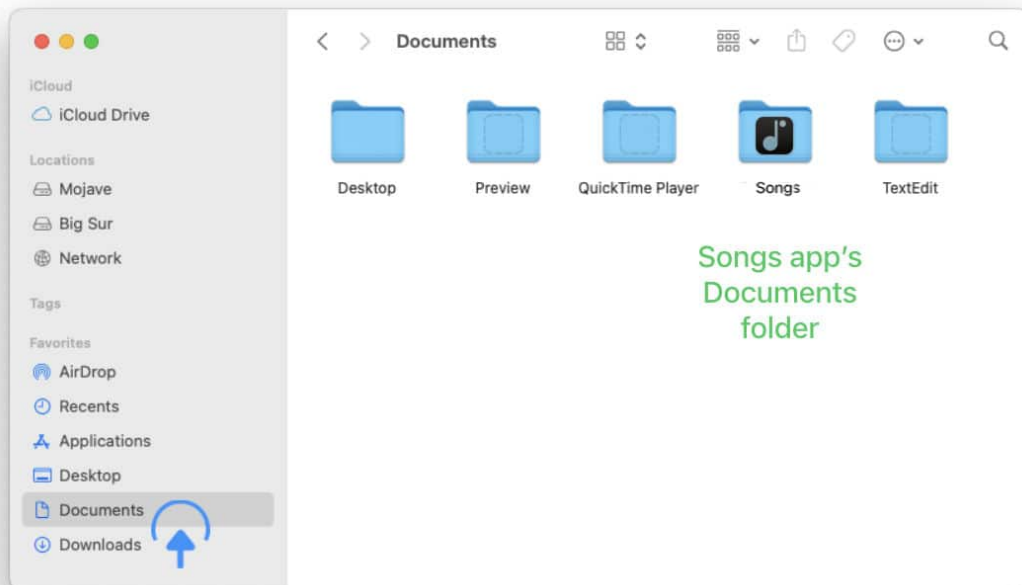 iCloud
iCloud Drive
Locations
Mojave
Big Sur
Network
Tags
Favorites
AirDrop
Recents
Applications
Desktop
Documents
Downloads
Documents
Desktop
Preview
QuickTime Player
Songs
TextEdit
Songs app’s
Documents
folder